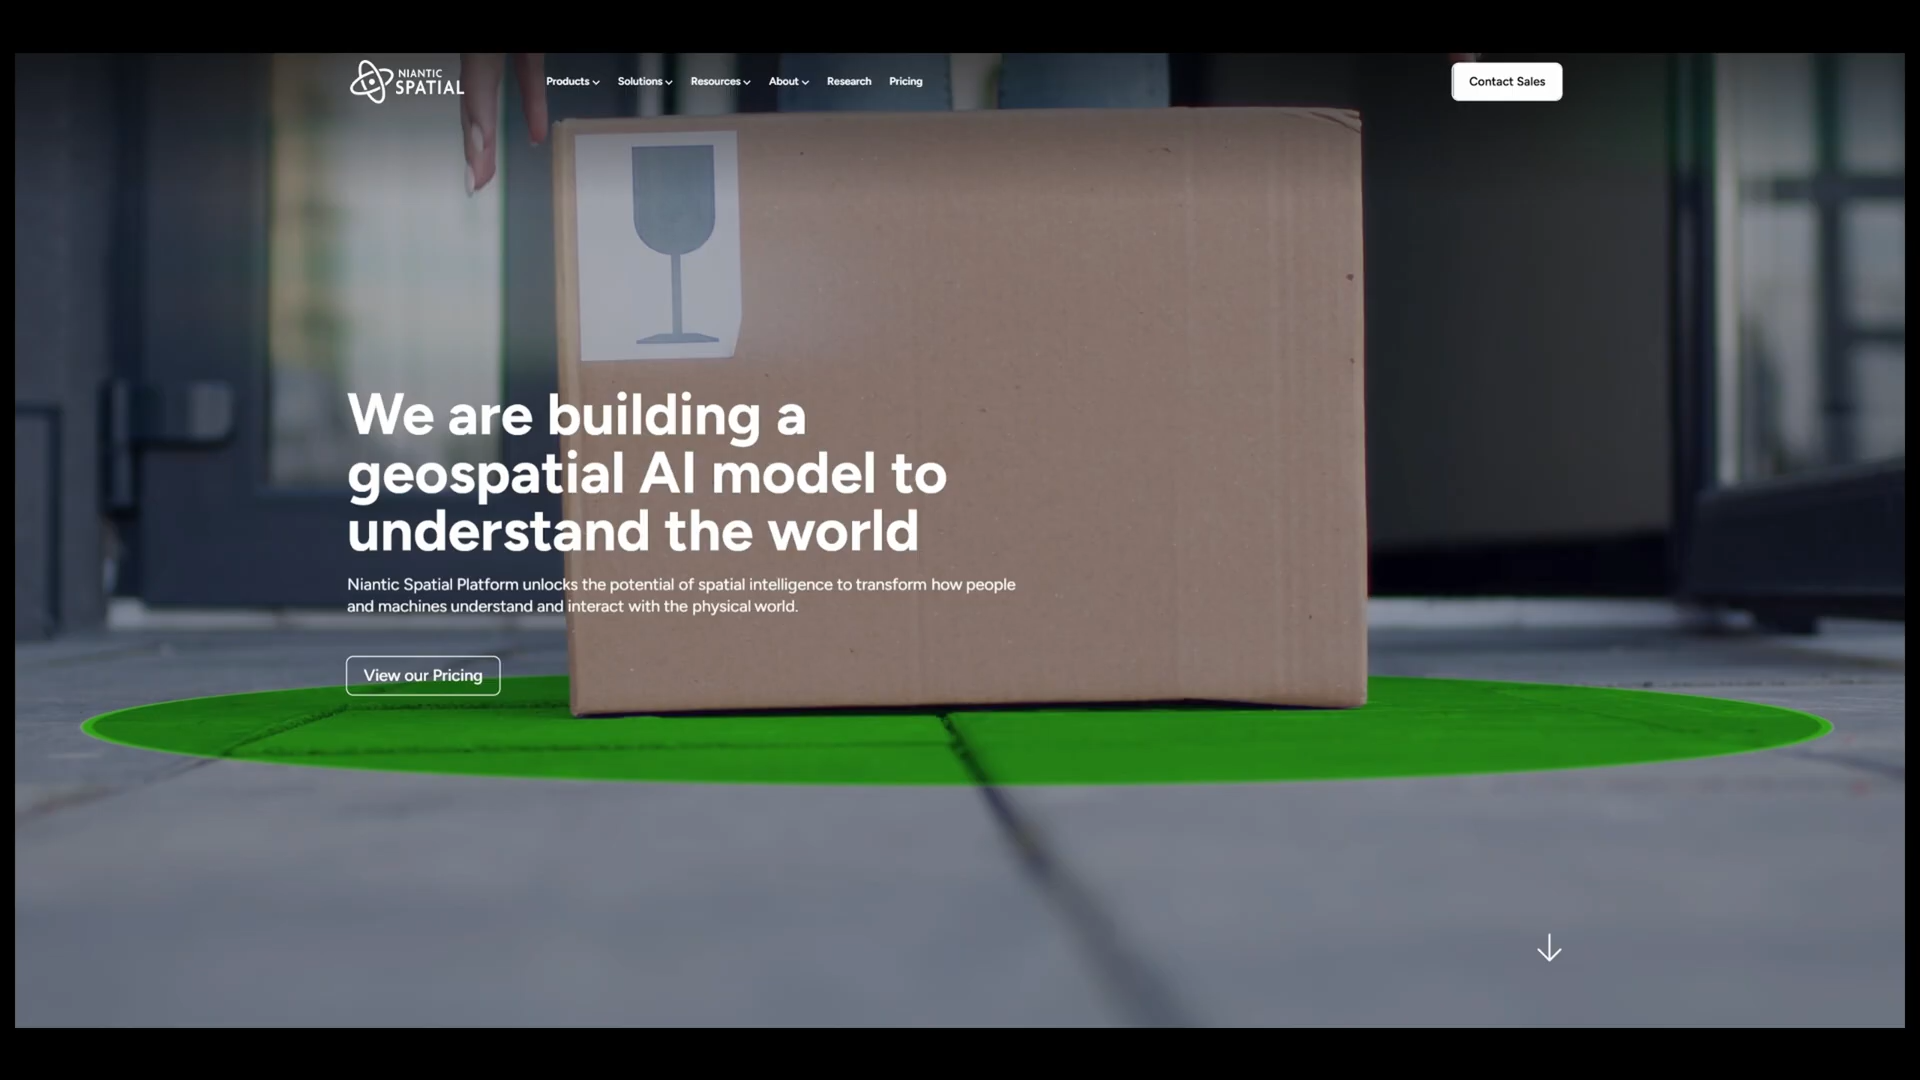 NIANTIC
SPATIAL
Products
Solutions
Resources
About
Research
Pricing
Contact Sales
We are building a
geospatial AI model to
understand the world
Niantic Spatial Platform unlocks the potential of spatial intelligence to transform how people
and machines understand and interact with the physical world.
View our Pricing